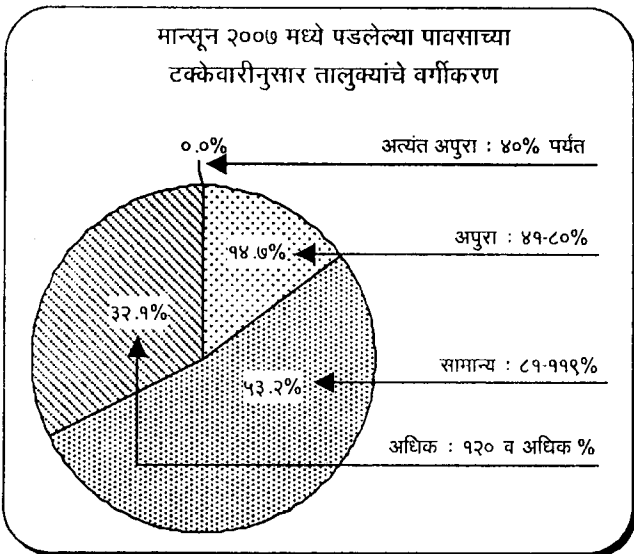 मान्सून २००७ मध्ये पडलेल्या पावसाच्या
टक्केवारीनुसार तालुक्यांचे वर्गीकरण
०.०%
अत्यंत अपुरा : ४०% पर्यंत
१४.७%
अपुरा : ४१-८०%
३२.१%
५३.२%
सामान्य : ८१-११९%
अधिक : १२० व अधिक %